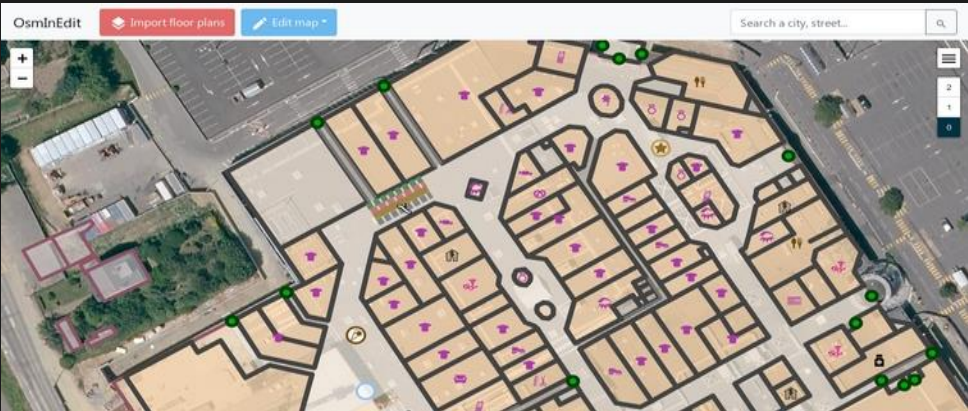 OsmInEdit
Import floor plans
Edit map
Search a city, street...
+
−
2
1
0